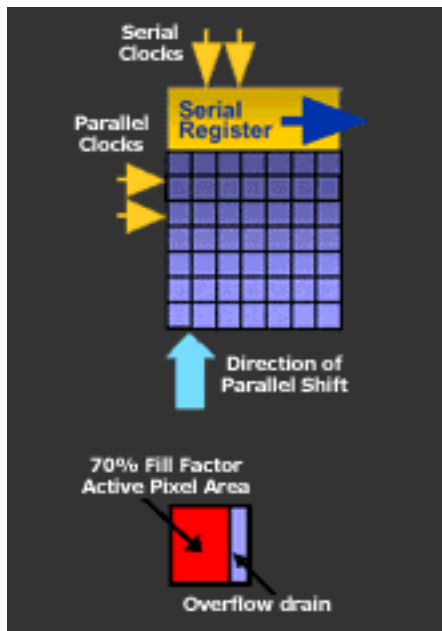 Serial
Clocks
Serial
Register
Parallel
Clocks
Direction of
Parallel Shift
70% Fill Factor
Active Pixel Area
Overflow drain